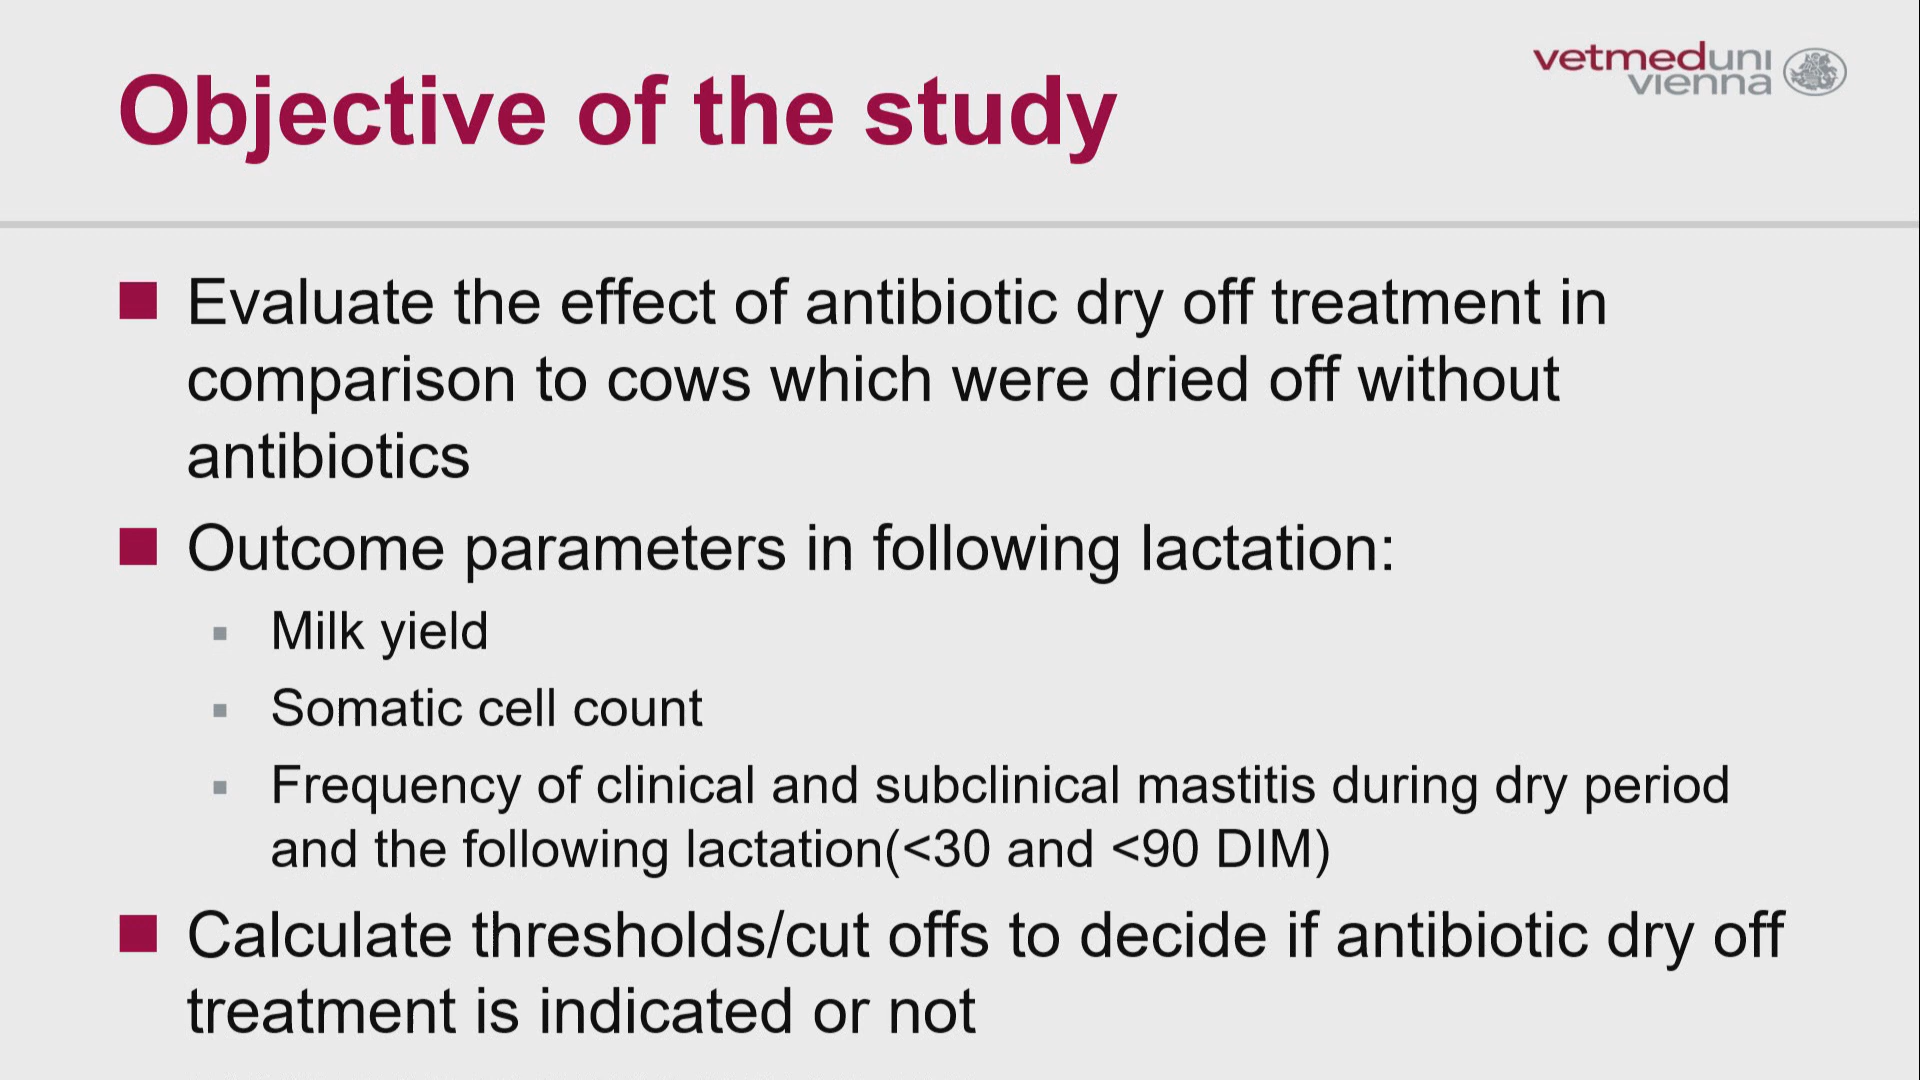 Objective of the study
vetmeduni
vienna
Evaluate the effect of antibiotic dry off treatment in
comparison to cows which were dried off without
antibiotics
Outcome parameters in following lactation:
Milk yield
Somatic cell count
Frequency of clinical and subclinical mastitis during dry period
and the following lactation(<30 and <90 DIM)
Calculate thresholds/cut offs to decide if antibiotic dry off
treatment is indicated or not